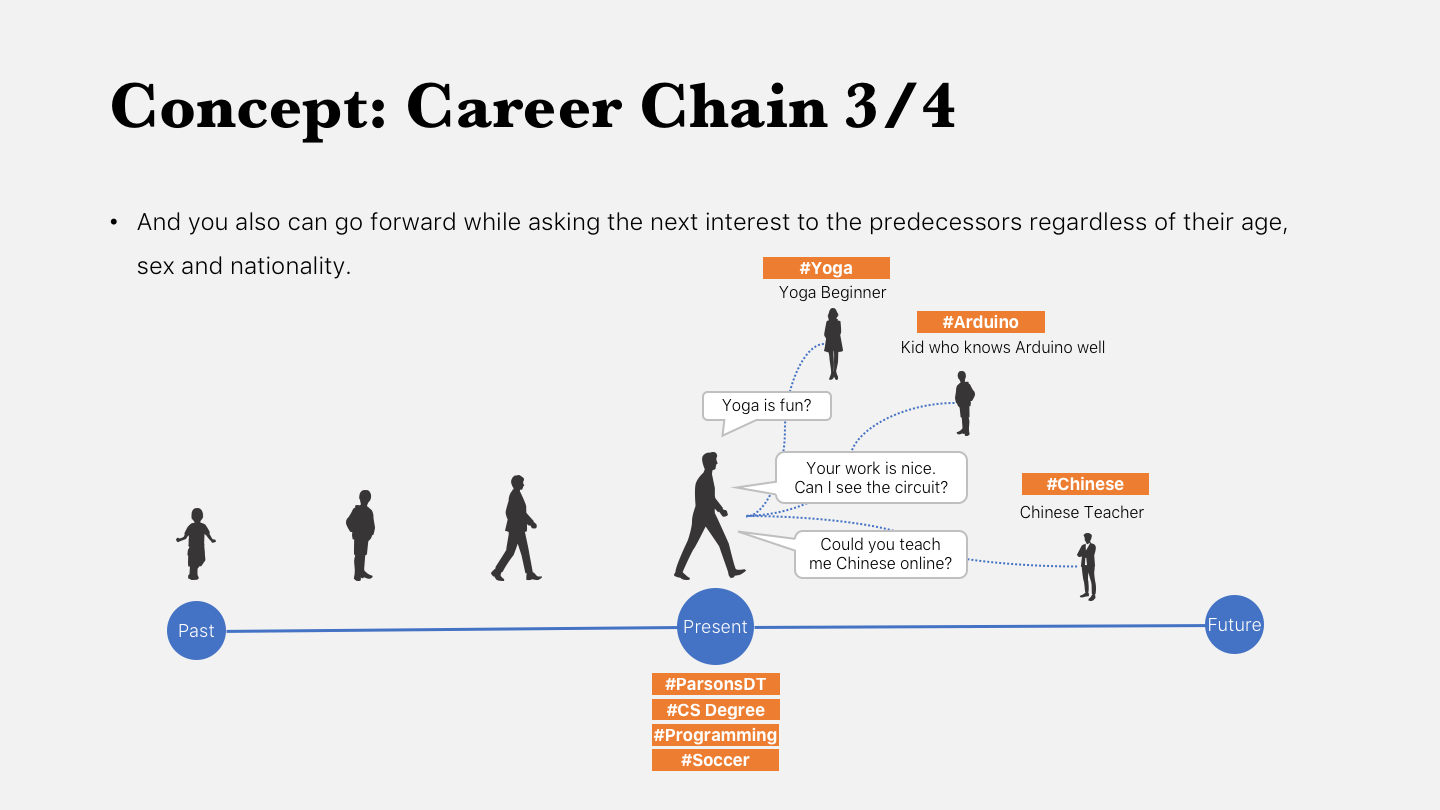 Concept: Career Chain 3/4
• And you also can go forward while asking the next interest to the predecessors regardless of their age,
sex and nationality.
#Yoga
Yoga Beginner
#Arduino
Kid who knows Arduino well
Yoga is fun?
Your work is nice.
Can I see the circuit?
#Chinese
Chinese Teacher
Could you teach
me Chinese online?
Past
Present
Future
#ParsonsDT
#CS Degree
#Programming
#Soccer